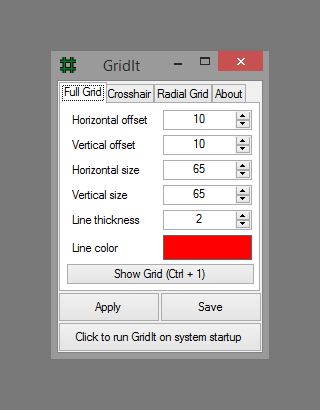 GridIt
Full Grid Crosshair Radial Grid About
Horizontal offset 10
Vertical offset 10
Horizontal size 65
Vertical size 65
Line thickness 2
Line color
Show Grid (Ctrl + 1)
Apply Save
Click to run GridIt on system startup